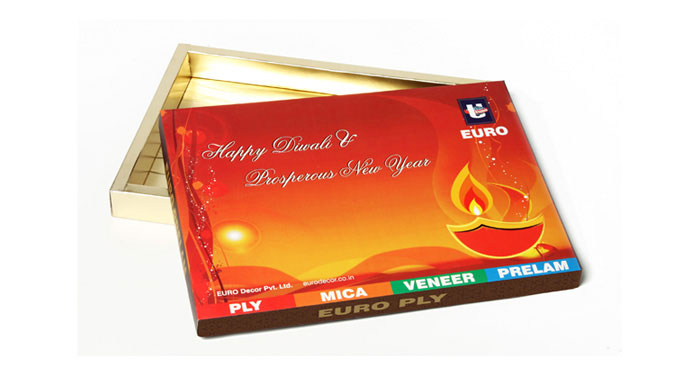 EURO
Happy Diwali &
Prosperous New Year
EURO Decor Pvt. Ltd. eurodecor.co.in
PLY MICA VENEER PRELAM
EURO PLY